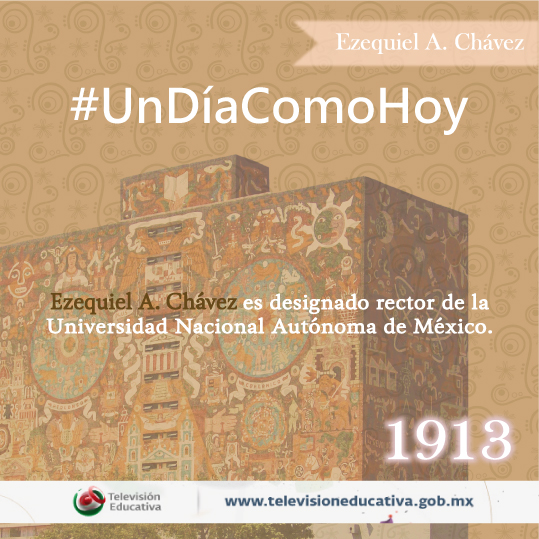 Ezequiel A. Chávez
#UnDíaComoHoy
Ezequiel A. Chávez es designado rector de la
Universidad Nacional Autónoma de México.
1913
Televisión
Educativa
www.televisioneducativa.gob.mx